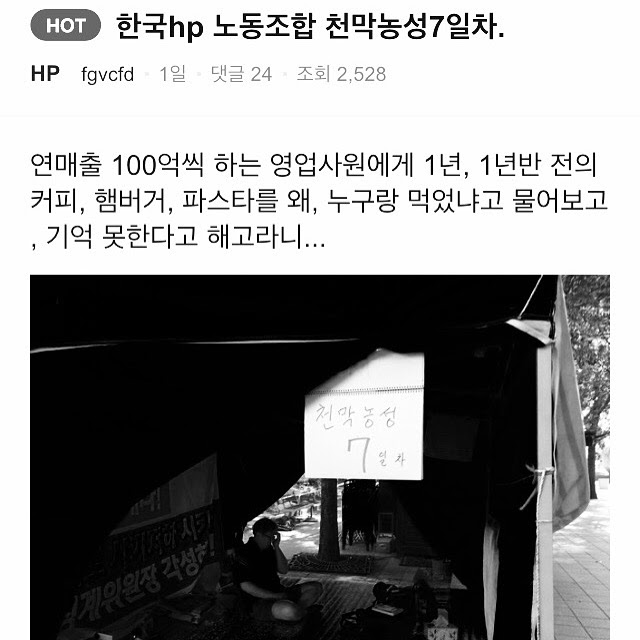 HOT 한국hp 노동조합 천막농성7일차.
HP fgvcfd · 1일 · 댓글 24 · 조회 2,528
연매출 100억씩 하는 영업사원에게 1년, 1년반 전의
커피, 햄버거, 파스타를 왜, 누구랑 먹었냐고 물어보고
, 기억 못한다고 해고라니...
천막농성
7일차
위원장 각성하